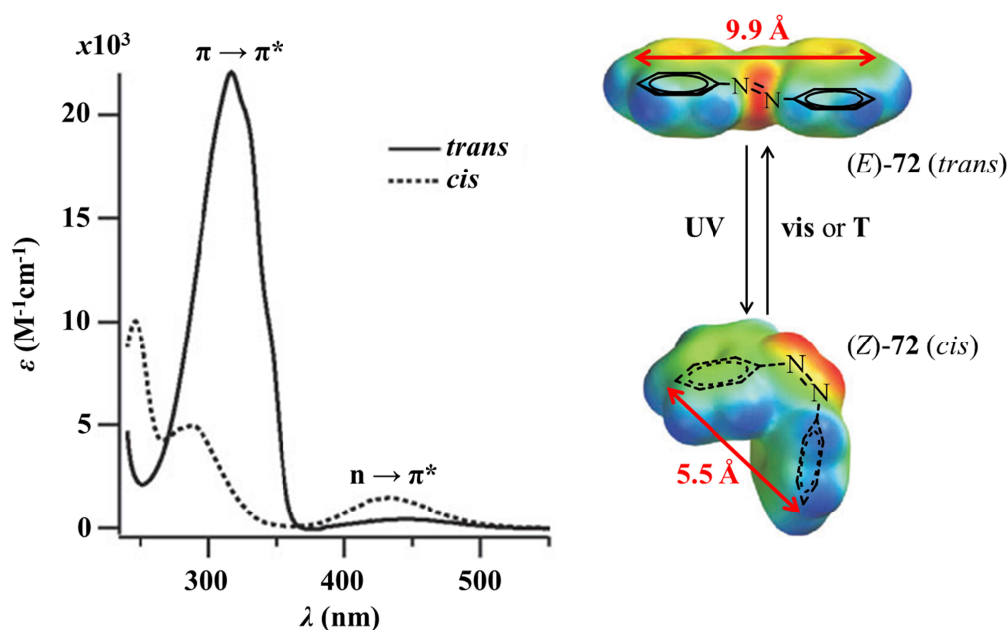 x10³
π → π*
20
15
10
5
0
ε (M⁻¹cm⁻¹)
trans
cis
n → π*
300
400
500
λ (nm)
9.9 Å
N
N
(E)-72 (trans)
UV
vis or T
(Z)-72 (cis)
N
N
5.5 Å